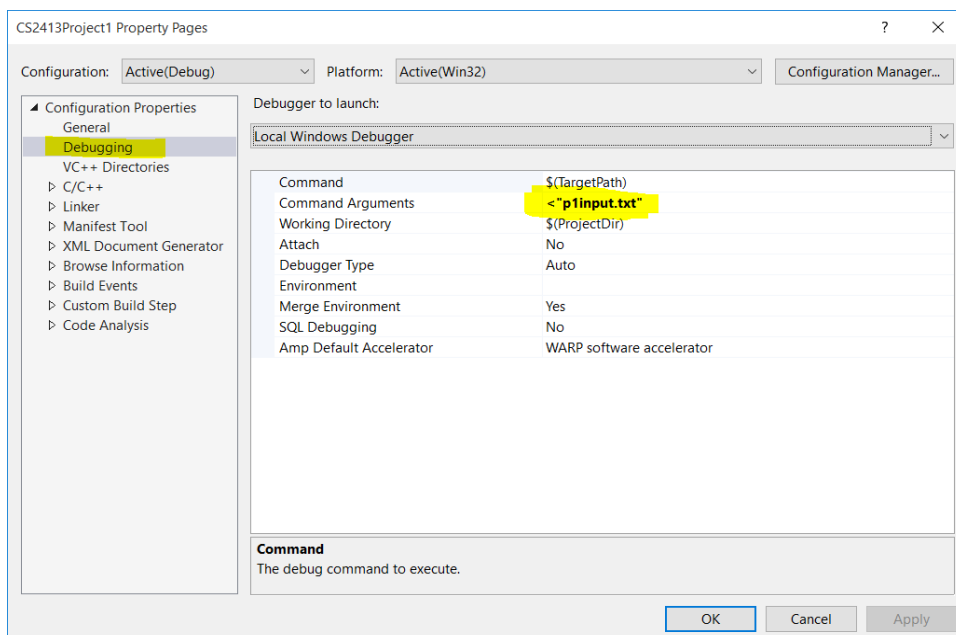 CS2413Project1 Property Pages
?
Configuration: Active(Debug) Platform: Active(Win32) Configuration Manager...
Configuration Properties
General
Debugging
VC++ Directories
C/C++
Linker
Manifest Tool
XML Document Generator
Browse Information
Build Events
Custom Build Step
Code Analysis
Debugger to launch:
Local Windows Debugger
Command $(TargetPath)
Command Arguments <"p1input.txt"
Working Directory $(ProjectDir)
Attach No
Debugger Type Auto
Environment
Merge Environment Yes
SQL Debugging No
Amp Default Accelerator WARP software accelerator
Command
The debug command to execute.
OK Cancel Apply